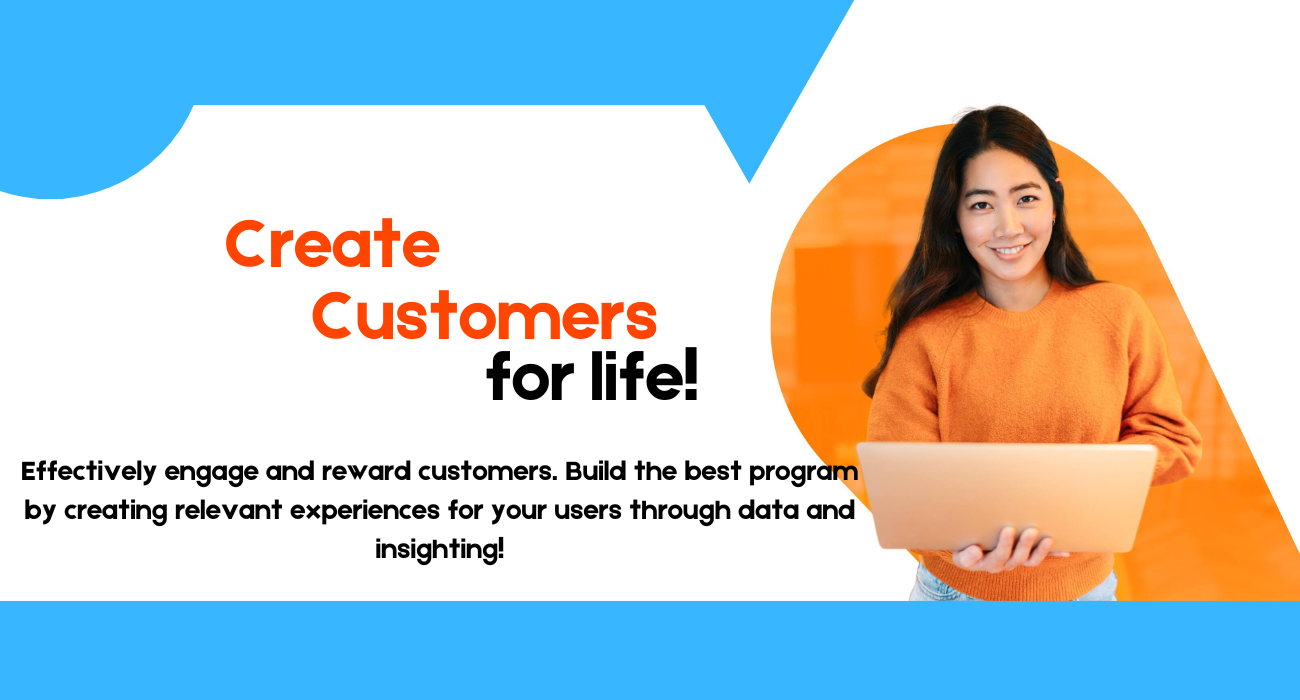 Create
Customers
for life!
Effectively engage and reward customers. Build the best program
by creating relevant experiences for your users through data and
insighting!